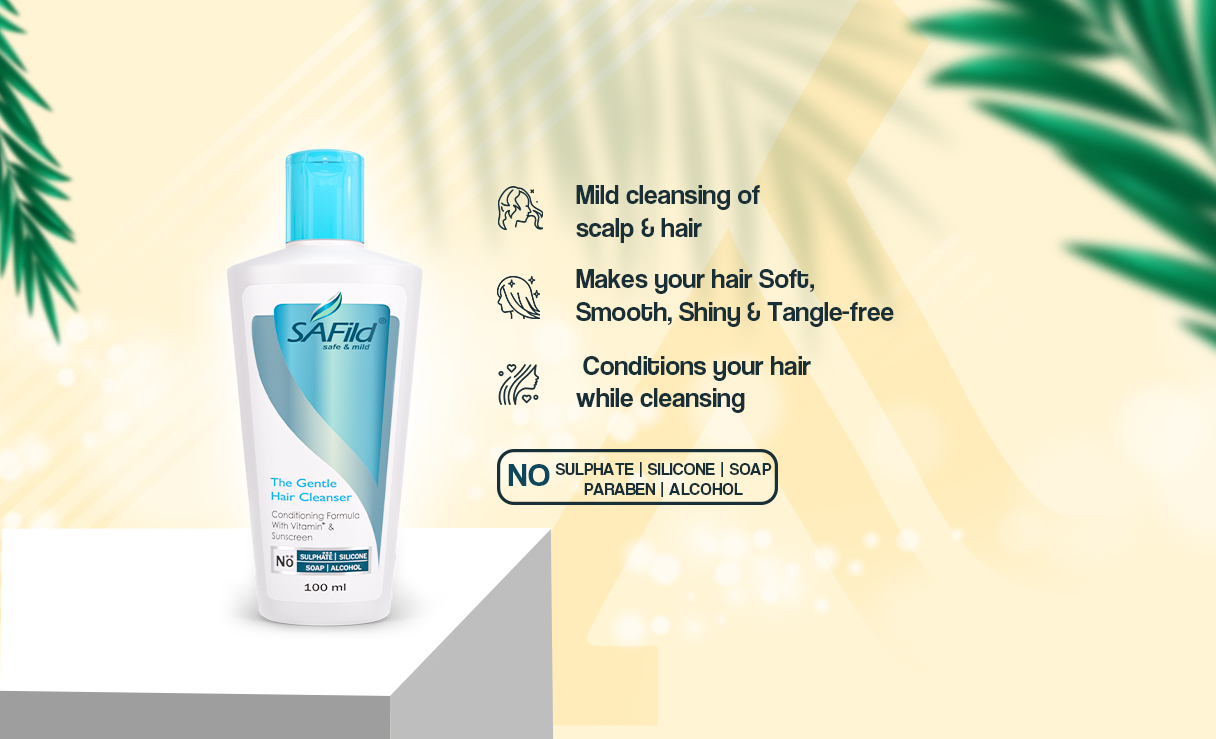 SAFild®
safe & mild
The Gentle
Hair Cleanser
Conditioning Formula
With Vitamin* &
Sunscreen
No
SULPHATE | SILICONE
SOAP | ALCOHOL
100 ml
Mild cleansing of
scalp & hair
Makes your hair Soft,
Smooth, Shiny & Tangle-free
Conditions your hair
while cleansing
NO SULPHATE | SILICONE | SOAP
PARABEN | ALCOHOL